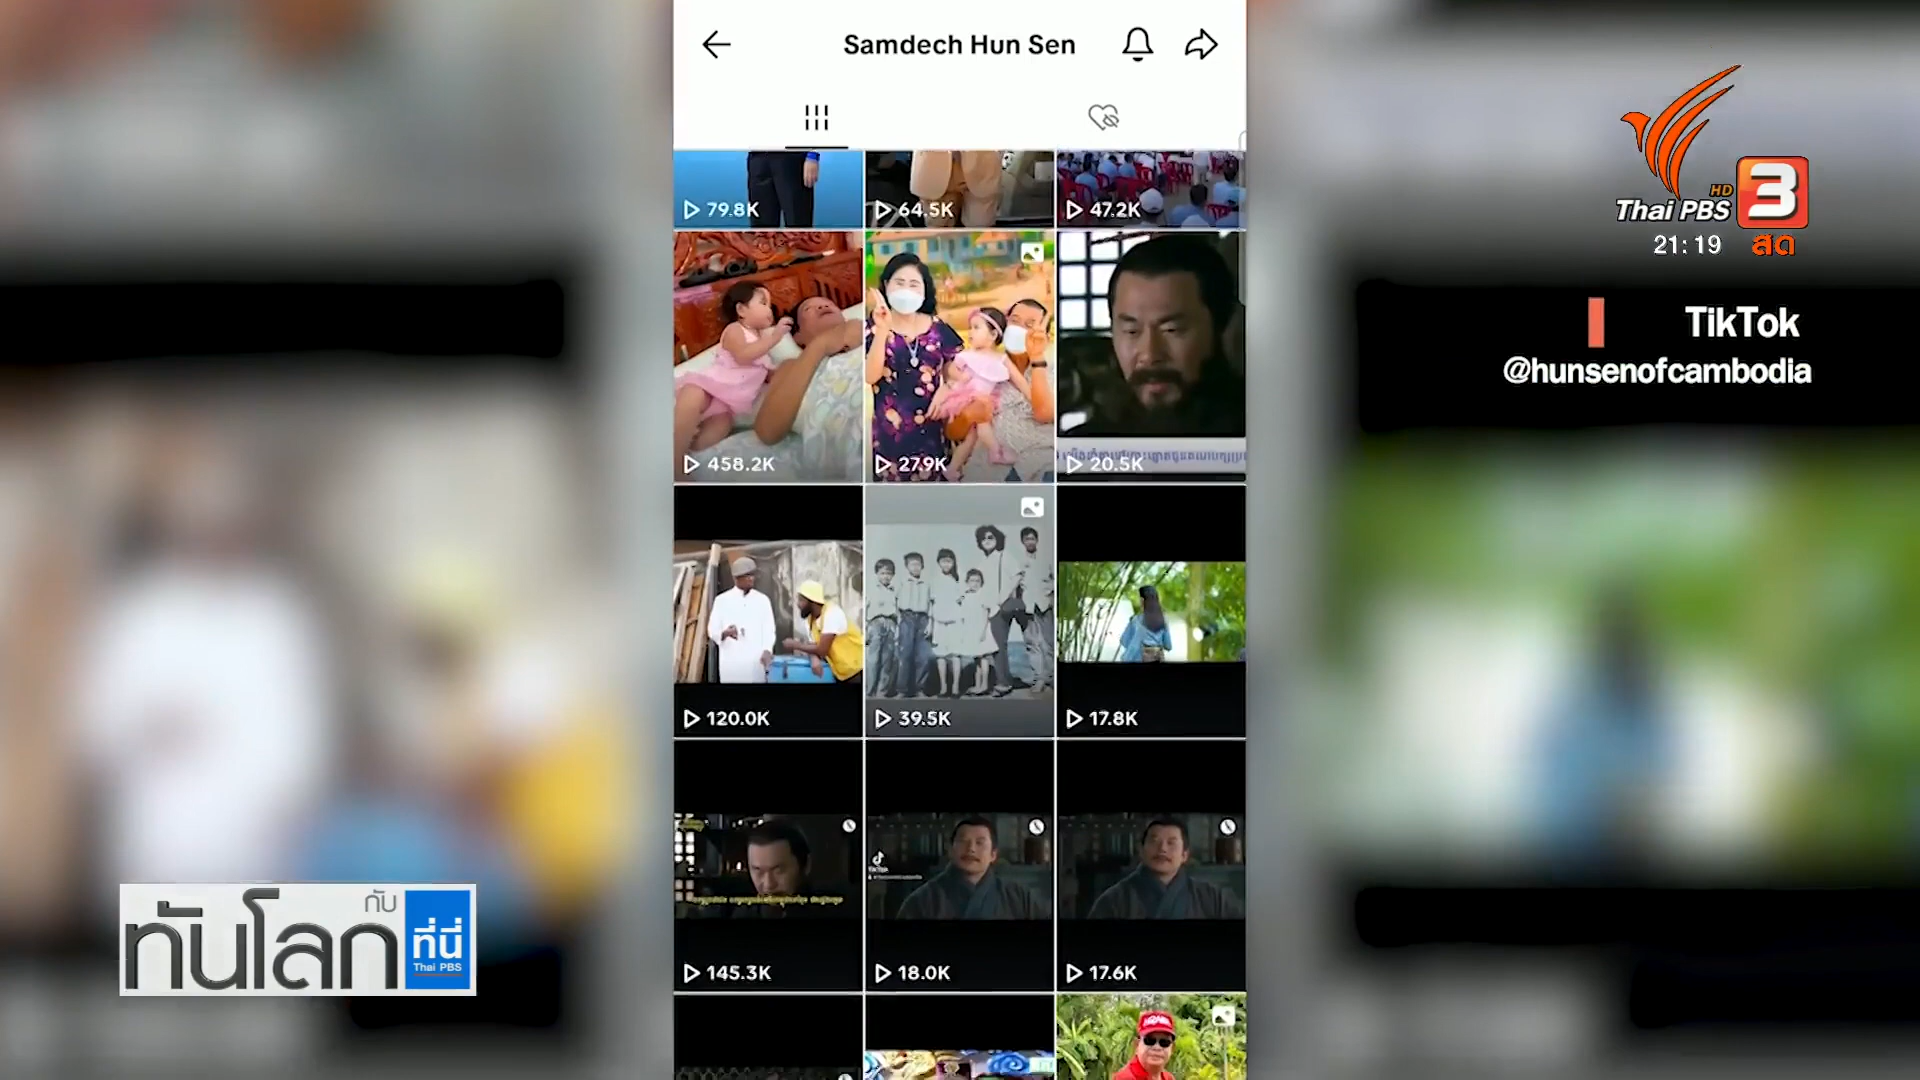 Samdech Hun Sen
79.8K
64.5K
47.2K
458.2K
27.9K
20.5K
120.0K
39.5K
17.8K
145.3K
18.0K
17.6K
HD
Thai PBS 3
21:19 สด
TikTok
@hunsenofcambodia
กับ
ทันโลก ที่นี่
Thai PBS